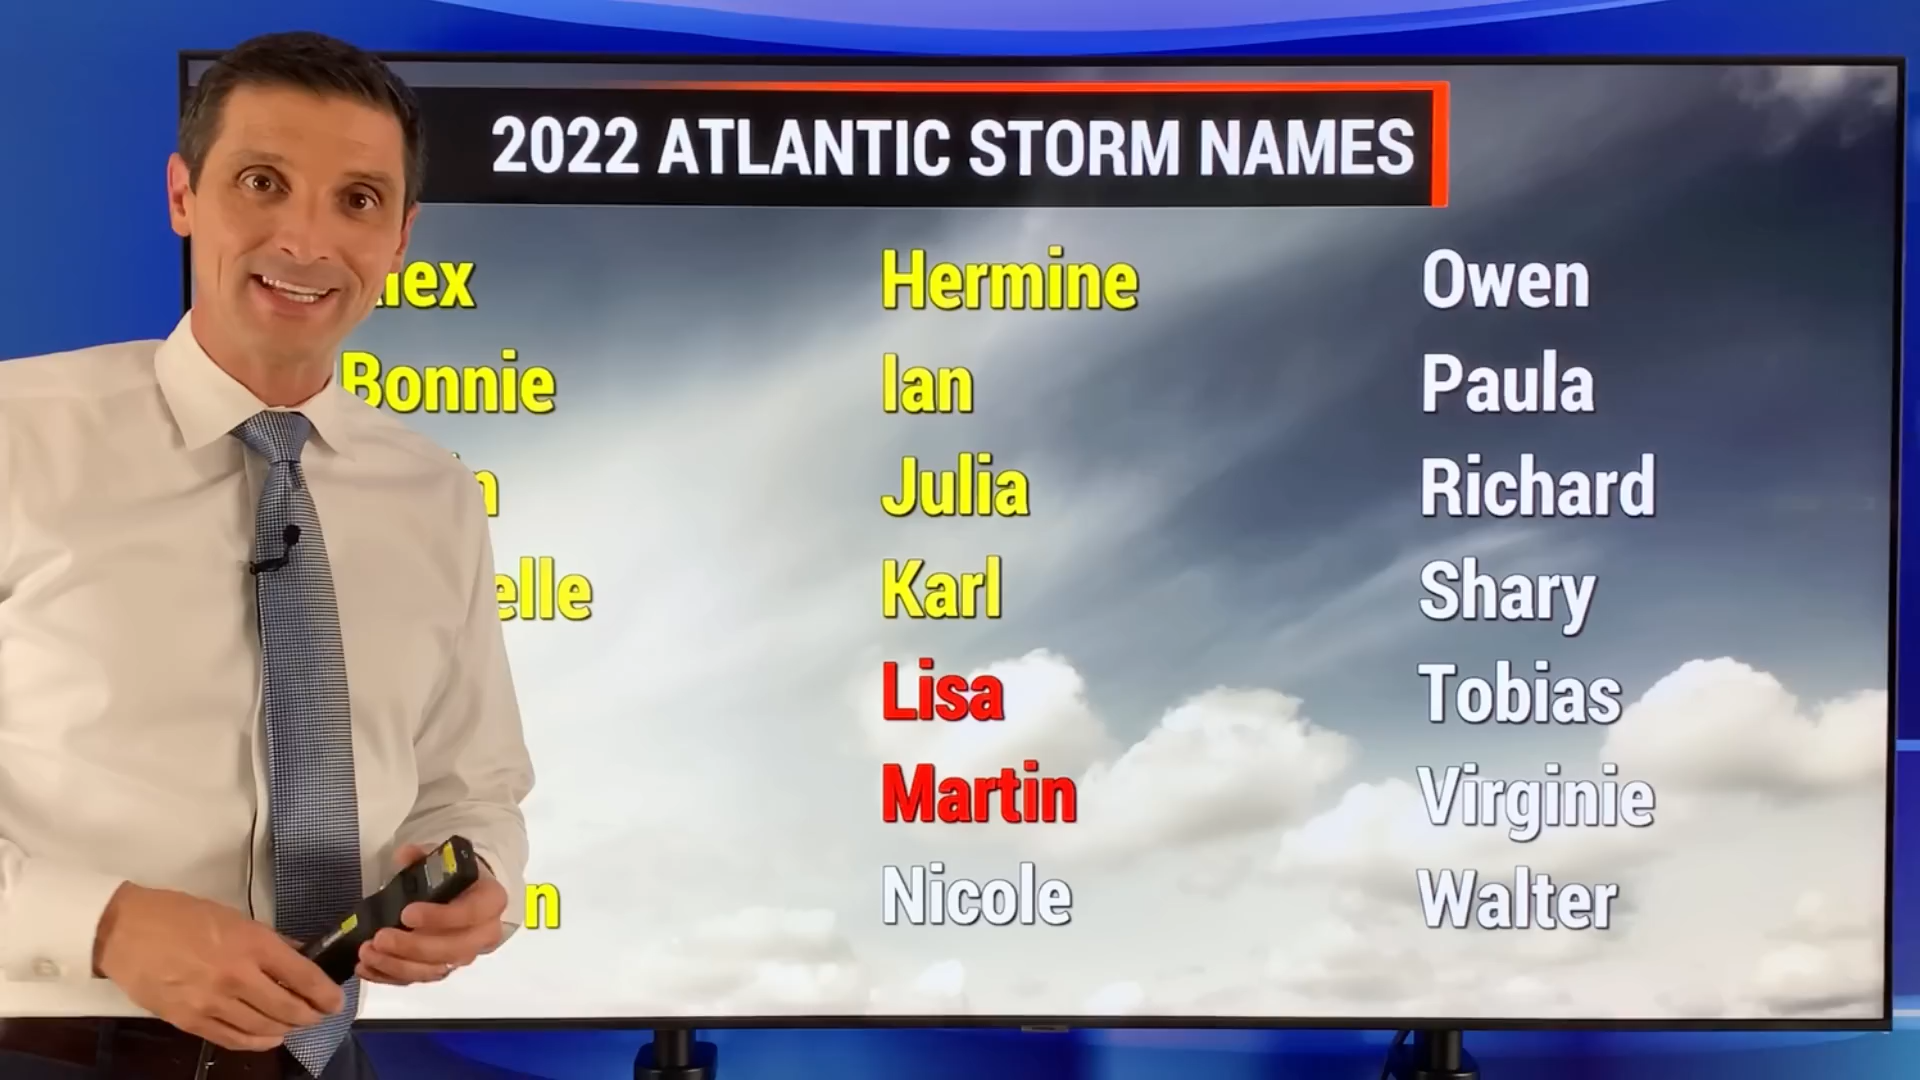 2022 ATLANTIC STORM NAMES
Bonnie
Hermine
Ian
Julia
Karl
Lisa
Martin
Nicole
Owen
Paula
Richard
Shary
Tobias
Virginie
Walter